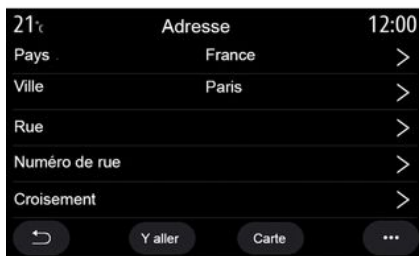 21°c Adresse 12:00
Pays France
Ville Paris
Rue
Numéro de rue
Croisement
Y aller Carte